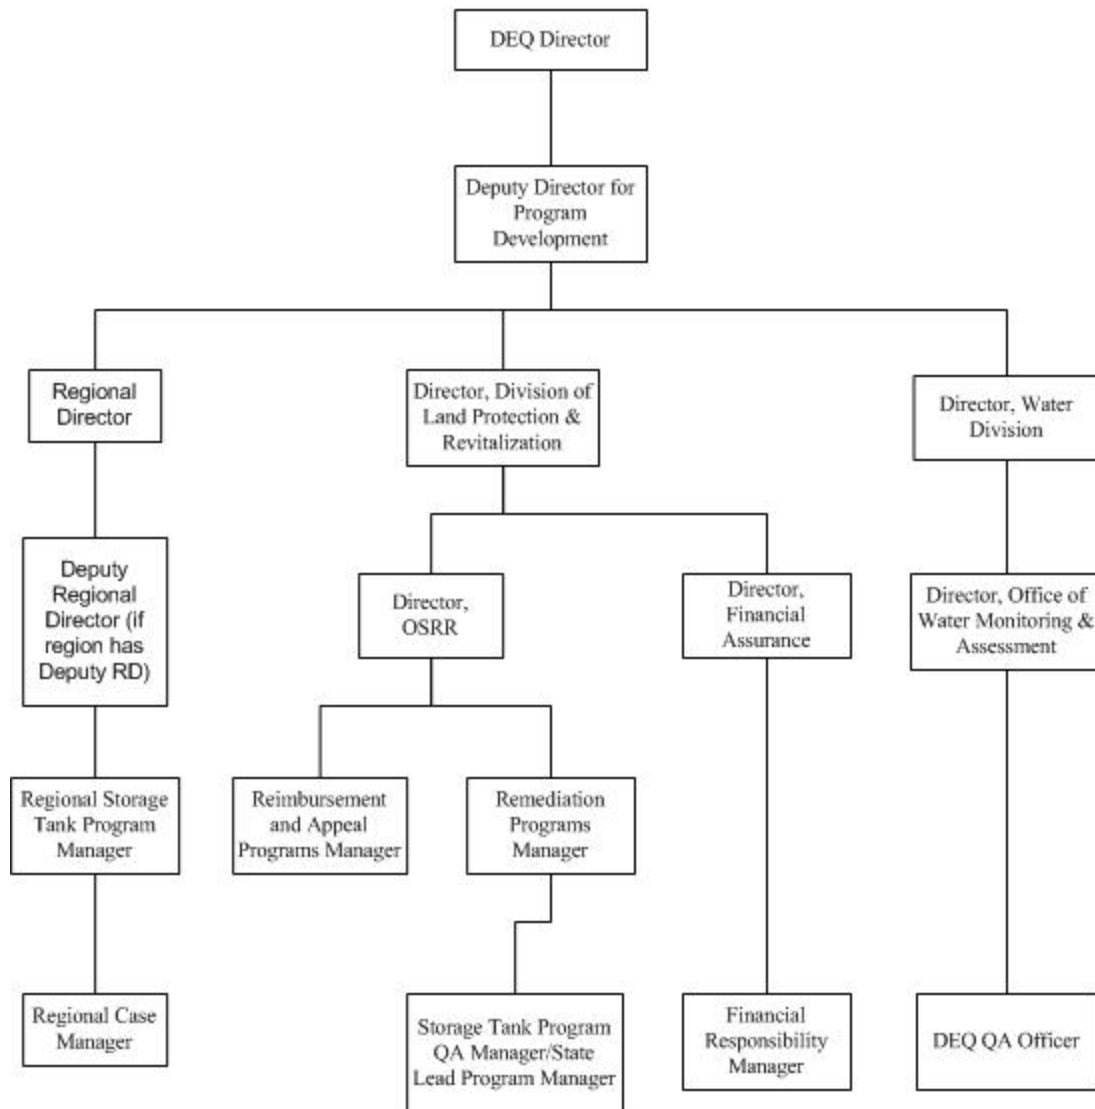 DEQ Director
Deputy Director for
Program
Development
Regional
Director
Director, Division of
Land Protection &
Revitalization
Director, Water
Division
Deputy
Regional
Director (if
region has
Deputy RD)
Director,
OSRR
Director,
Financial
Assurance
Director, Office of
Water Monitoring &
Assessment
Regional Storage
Tank Program
Manager
Reimbursement
and Appeal
Programs Manager
Remediation
Programs
Manager
Regional Case
Manager
Storage Tank Program
QA Manager/State
Lead Program Manager
Financial
Responsibility
Manager
DEQ QA Officer